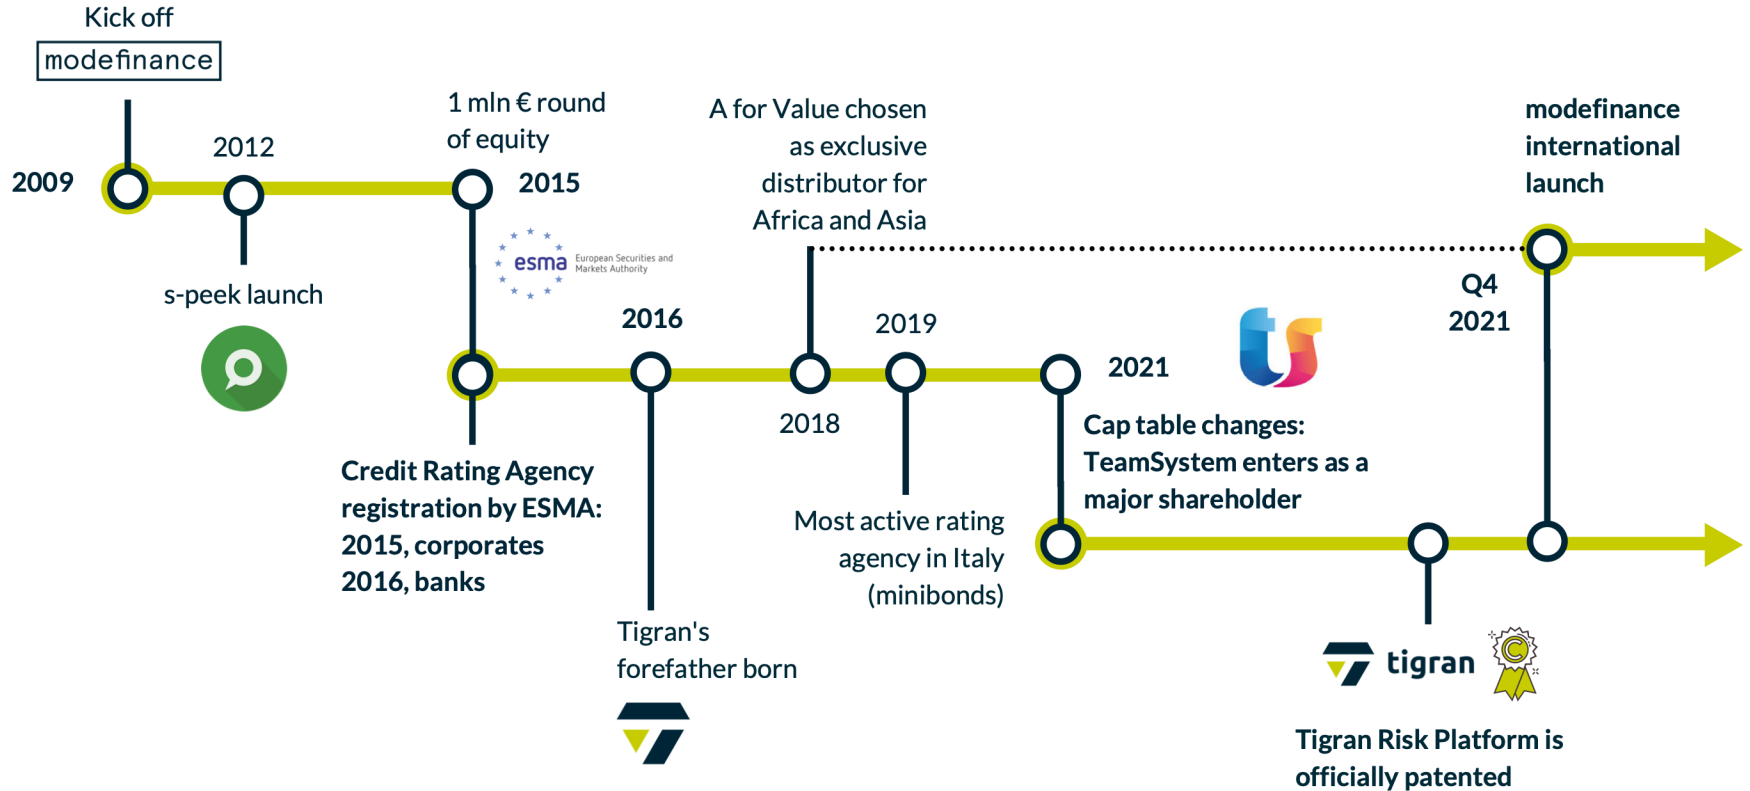 Kick off
modefinance
2009
2012
s-peek launch
1 mln € round
of equity
2015
esma
European Securities and
Markets Authority
Credit Rating Agency
registration by ESMA:
2015, corporates
2016, banks
2016
Tigran's
forefather born
A for Value chosen
as exclusive
distributor for
Africa and Asia
2018
2019
Most active rating
agency in Italy
(minibonds)
2021
ts
Cap table changes:
TeamSystem enters as a
major shareholder
modefinance
international
launch
Q4
2021
tigran
C
Tigran Risk Platform is
officially patented